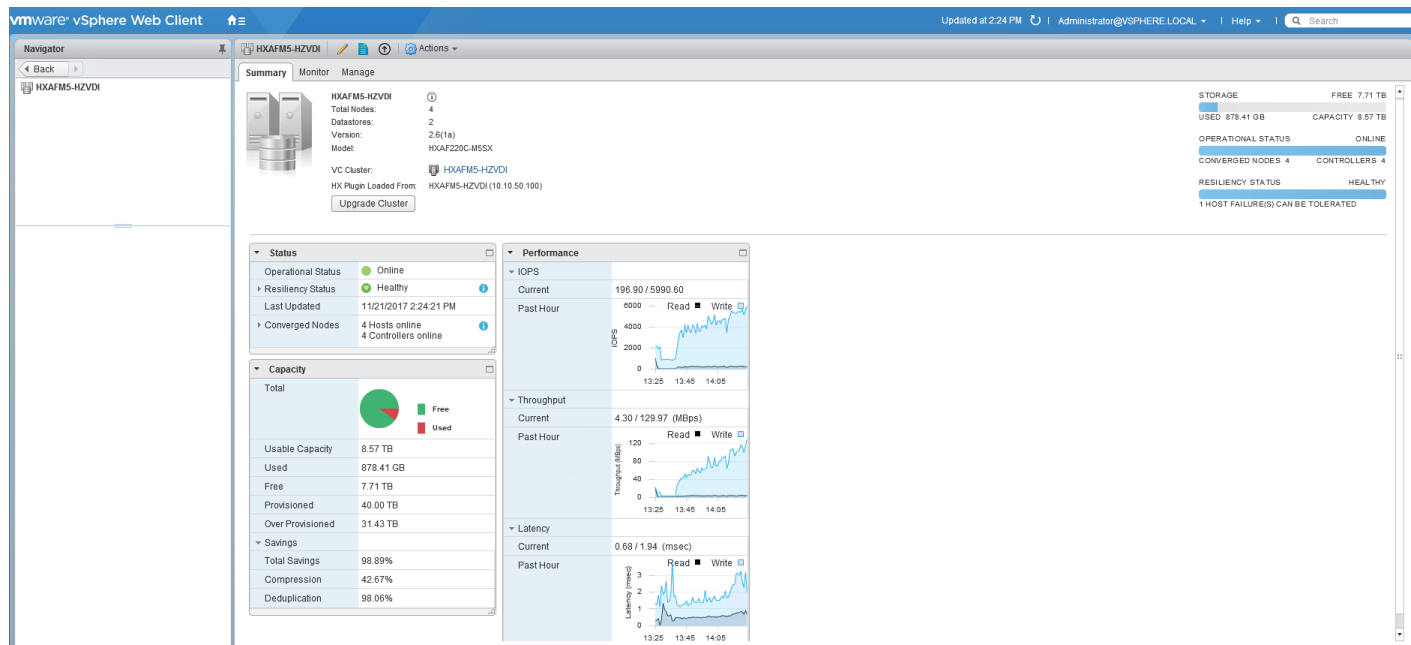 vmware® vSphere Web Client
Updated at 2:24 PM | Administrator@VSPHERE.LOCAL | Help | Search
Navigator
Back
HXAFM5-HZVDI
HXAFM5-HZVDI Actions
Summary Monitor Manage
HXAFM5-HZVDI
Total Nodes: 4
Datastores: 2
Version: 2.6(1a)
Model: HXAF220C-M5SX
VC Cluster: HXAFM5-HZVDI
HX Plugin Loaded From: HXAFM5-HZVDI (10.10.50.100)
Upgrade Cluster
STORAGE FREE 7.71 TB
USED 878.41 GB CAPACITY 8.57 TB
OPERATIONAL STATUS ONLINE
CONVERGED NODES 4 CONTROLLERS 4
RESILIENCY STATUS HEALTHY
1 HOST FAILURE(S) CAN BE TOLERATED
Status
Operational Status Online
Resiliency Status Healthy
Last Updated 11/21/2017 2:24:21 PM
Converged Nodes 4 Hosts online
4 Controllers online
Capacity
Total
Free
Used
Usable Capacity 8.57 TB
Used 878.41 GB
Free 7.71 TB
Provisioned 40.00 TB
Over Provisioned 31.43 TB
Savings
Total Savings 98.89%
Compression 42.67%
Deduplication 98.06%
Performance
IOPS
Current 196.90 / 5990.60
Past Hour
Read Write
IOPS
6000
4000
2000
0
13:25 13:45 14:05
Throughput
Current 4.30 / 129.97 (MBps)
Past Hour
Read Write
Throughput (MBps)
120
80
40
0
13:25 13:45 14:05
Latency
Current 0.68 / 1.94 (msec)
Past Hour
Read Write
Latency (msec)
3
2
1
0
13:25 13:45 14:05